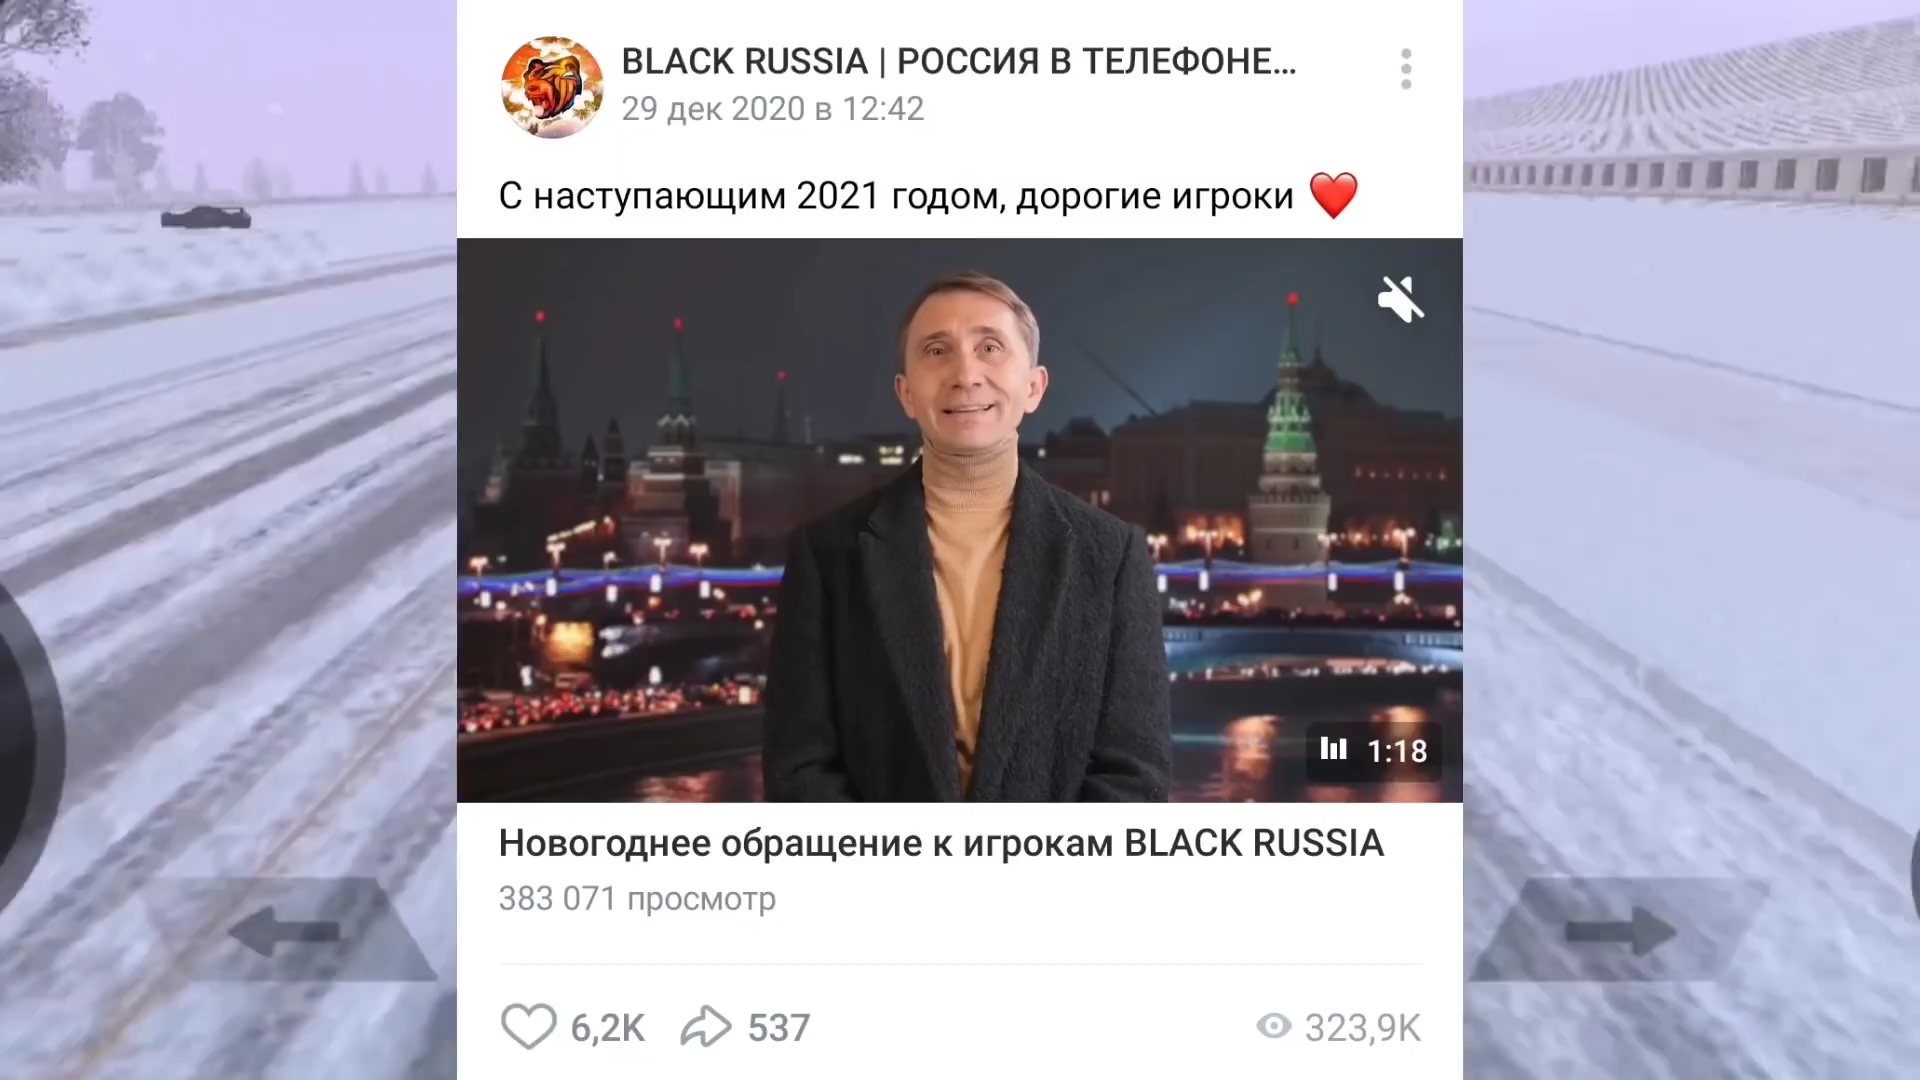 BLACK RUSSIA | РОССИЯ В ТЕЛЕФОНЕ...
29 дек 2020 в 12:42
С наступающим 2021 годом, дорогие игроки ❤️
1:18
Новогоднее обращение к игрокам BLACK RUSSIA
383 071 просмотр
6,2K 537 323,9K